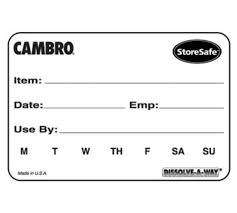 CAMBRO® StoreSafe®
Item:
Date: Emp:
Use By:
M T W TH F SA SU
Made in U.S.A. DISSOLVE-A-WAY®